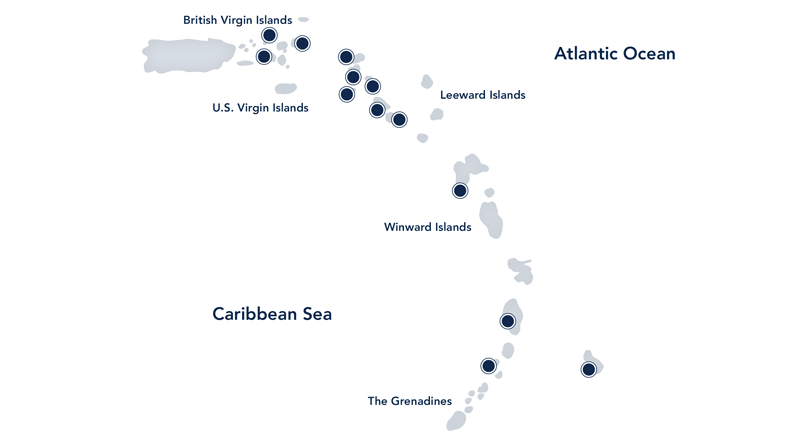 British Virgin Islands
Atlantic Ocean
Leeward Islands
U.S. Virgin Islands
Winward Islands
Caribbean Sea
The Grenadines